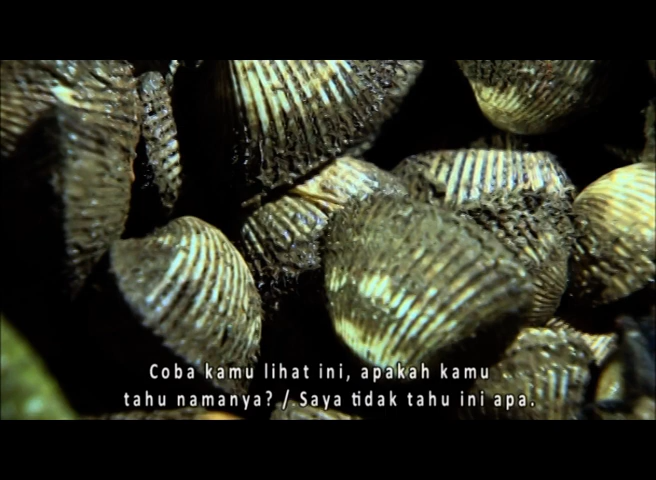 Coba kamu lihat ini, apakah kamu
tahu namanya? / Saya tidak tahu ini apa.